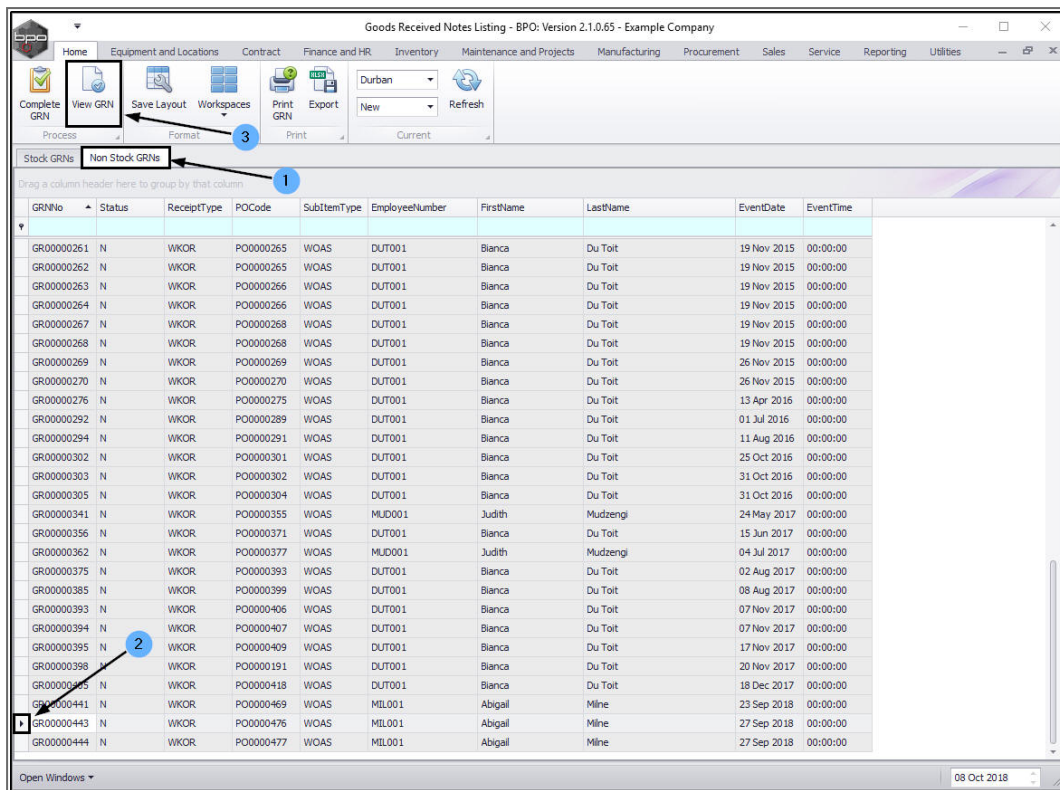 bpo
Goods Received Notes Listing - BPO: Version 2.1.0.65 - Example Company
Home Equipment and Locations Contract Finance and HR Inventory Maintenance and Projects Manufacturing Procurement Sales Service Reporting Utilities
Complete GRN View GRN Save Layout Workspaces Print GRN Export Durban New Refresh
Process Format 3 Print Current
Stock GRNs Non Stock GRNs
1
Drag a column header here to group by that column
GRNNo Status ReceiptType POCode SubItemType EmployeeNumber FirstName LastName EventDate EventTime
GR00000261 N WKOR PO0000265 WOAS DUT001 Bianca Du Toit 19 Nov 2015 00:00:00
GR00000262 N WKOR PO0000265 WOAS DUT001 Bianca Du Toit 19 Nov 2015 00:00:00
GR00000263 N WKOR PO0000266 WOAS DUT001 Bianca Du Toit 19 Nov 2015 00:00:00
GR00000264 N WKOR PO0000266 WOAS DUT001 Bianca Du Toit 19 Nov 2015 00:00:00
GR00000267 N WKOR PO0000268 WOAS DUT001 Bianca Du Toit 19 Nov 2015 00:00:00
GR00000268 N WKOR PO0000268 WOAS DUT001 Bianca Du Toit 19 Nov 2015 00:00:00
GR00000269 N WKOR PO0000269 WOAS DUT001 Bianca Du Toit 26 Nov 2015 00:00:00
GR00000270 N WKOR PO0000270 WOAS DUT001 Bianca Du Toit 26 Nov 2015 00:00:00
GR00000276 N WKOR PO0000275 WOAS DUT001 Bianca Du Toit 13 Apr 2016 00:00:00
GR00000292 N WKOR PO0000289 WOAS DUT001 Bianca Du Toit 01 Jul 2016 00:00:00
GR00000294 N WKOR PO0000291 WOAS DUT001 Bianca Du Toit 11 Aug 2016 00:00:00
GR00000302 N WKOR PO0000301 WOAS DUT001 Bianca Du Toit 25 Oct 2016 00:00:00
GR00000303 N WKOR PO0000302 WOAS DUT001 Bianca Du Toit 31 Oct 2016 00:00:00
GR00000305 N WKOR PO0000304 WOAS DUT001 Bianca Du Toit 31 Oct 2016 00:00:00
GR00000341 N WKOR PO0000355 WOAS MUD001 Judith Mudzengi 24 May 2017 00:00:00
GR00000356 N WKOR PO0000371 WOAS DUT001 Bianca Du Toit 15 Jun 2017 00:00:00
GR00000362 N WKOR PO0000377 WOAS MUD001 Judith Mudzengi 04 Jul 2017 00:00:00
GR00000375 N WKOR PO0000393 WOAS DUT001 Bianca Du Toit 02 Aug 2017 00:00:00
GR00000385 N WKOR PO0000399 WOAS DUT001 Bianca Du Toit 08 Aug 2017 00:00:00
GR00000393 N WKOR PO0000406 WOAS DUT001 Bianca Du Toit 07 Nov 2017 00:00:00
GR00000394 N WKOR PO0000407 WOAS DUT001 Bianca Du Toit 07 Nov 2017 00:00:00
GR00000395 N 2 WKOR PO0000409 WOAS DUT001 Bianca Du Toit 17 Nov 2017 00:00:00
GR00000398 N WKOR PO0000191 WOAS DUT001 Bianca Du Toit 20 Nov 2017 00:00:00
N WKOR PO0000418 WOAS DUT001 Bianca Du Toit 18 Dec 2017 00:00:00
GR00000441 N WKOR PO0000469 WOAS MIL001 Abigail Milne 23 Sep 2018 00:00:00
GR00000443 N WKOR PO0000476 WOAS MIL001 Abigail Milne 27 Sep 2018 00:00:00
GR00000444 N WKOR PO0000477 WOAS MIL001 Abigail Milne 27 Sep 2018 00:00:00
Open Windows 08 Oct 2018